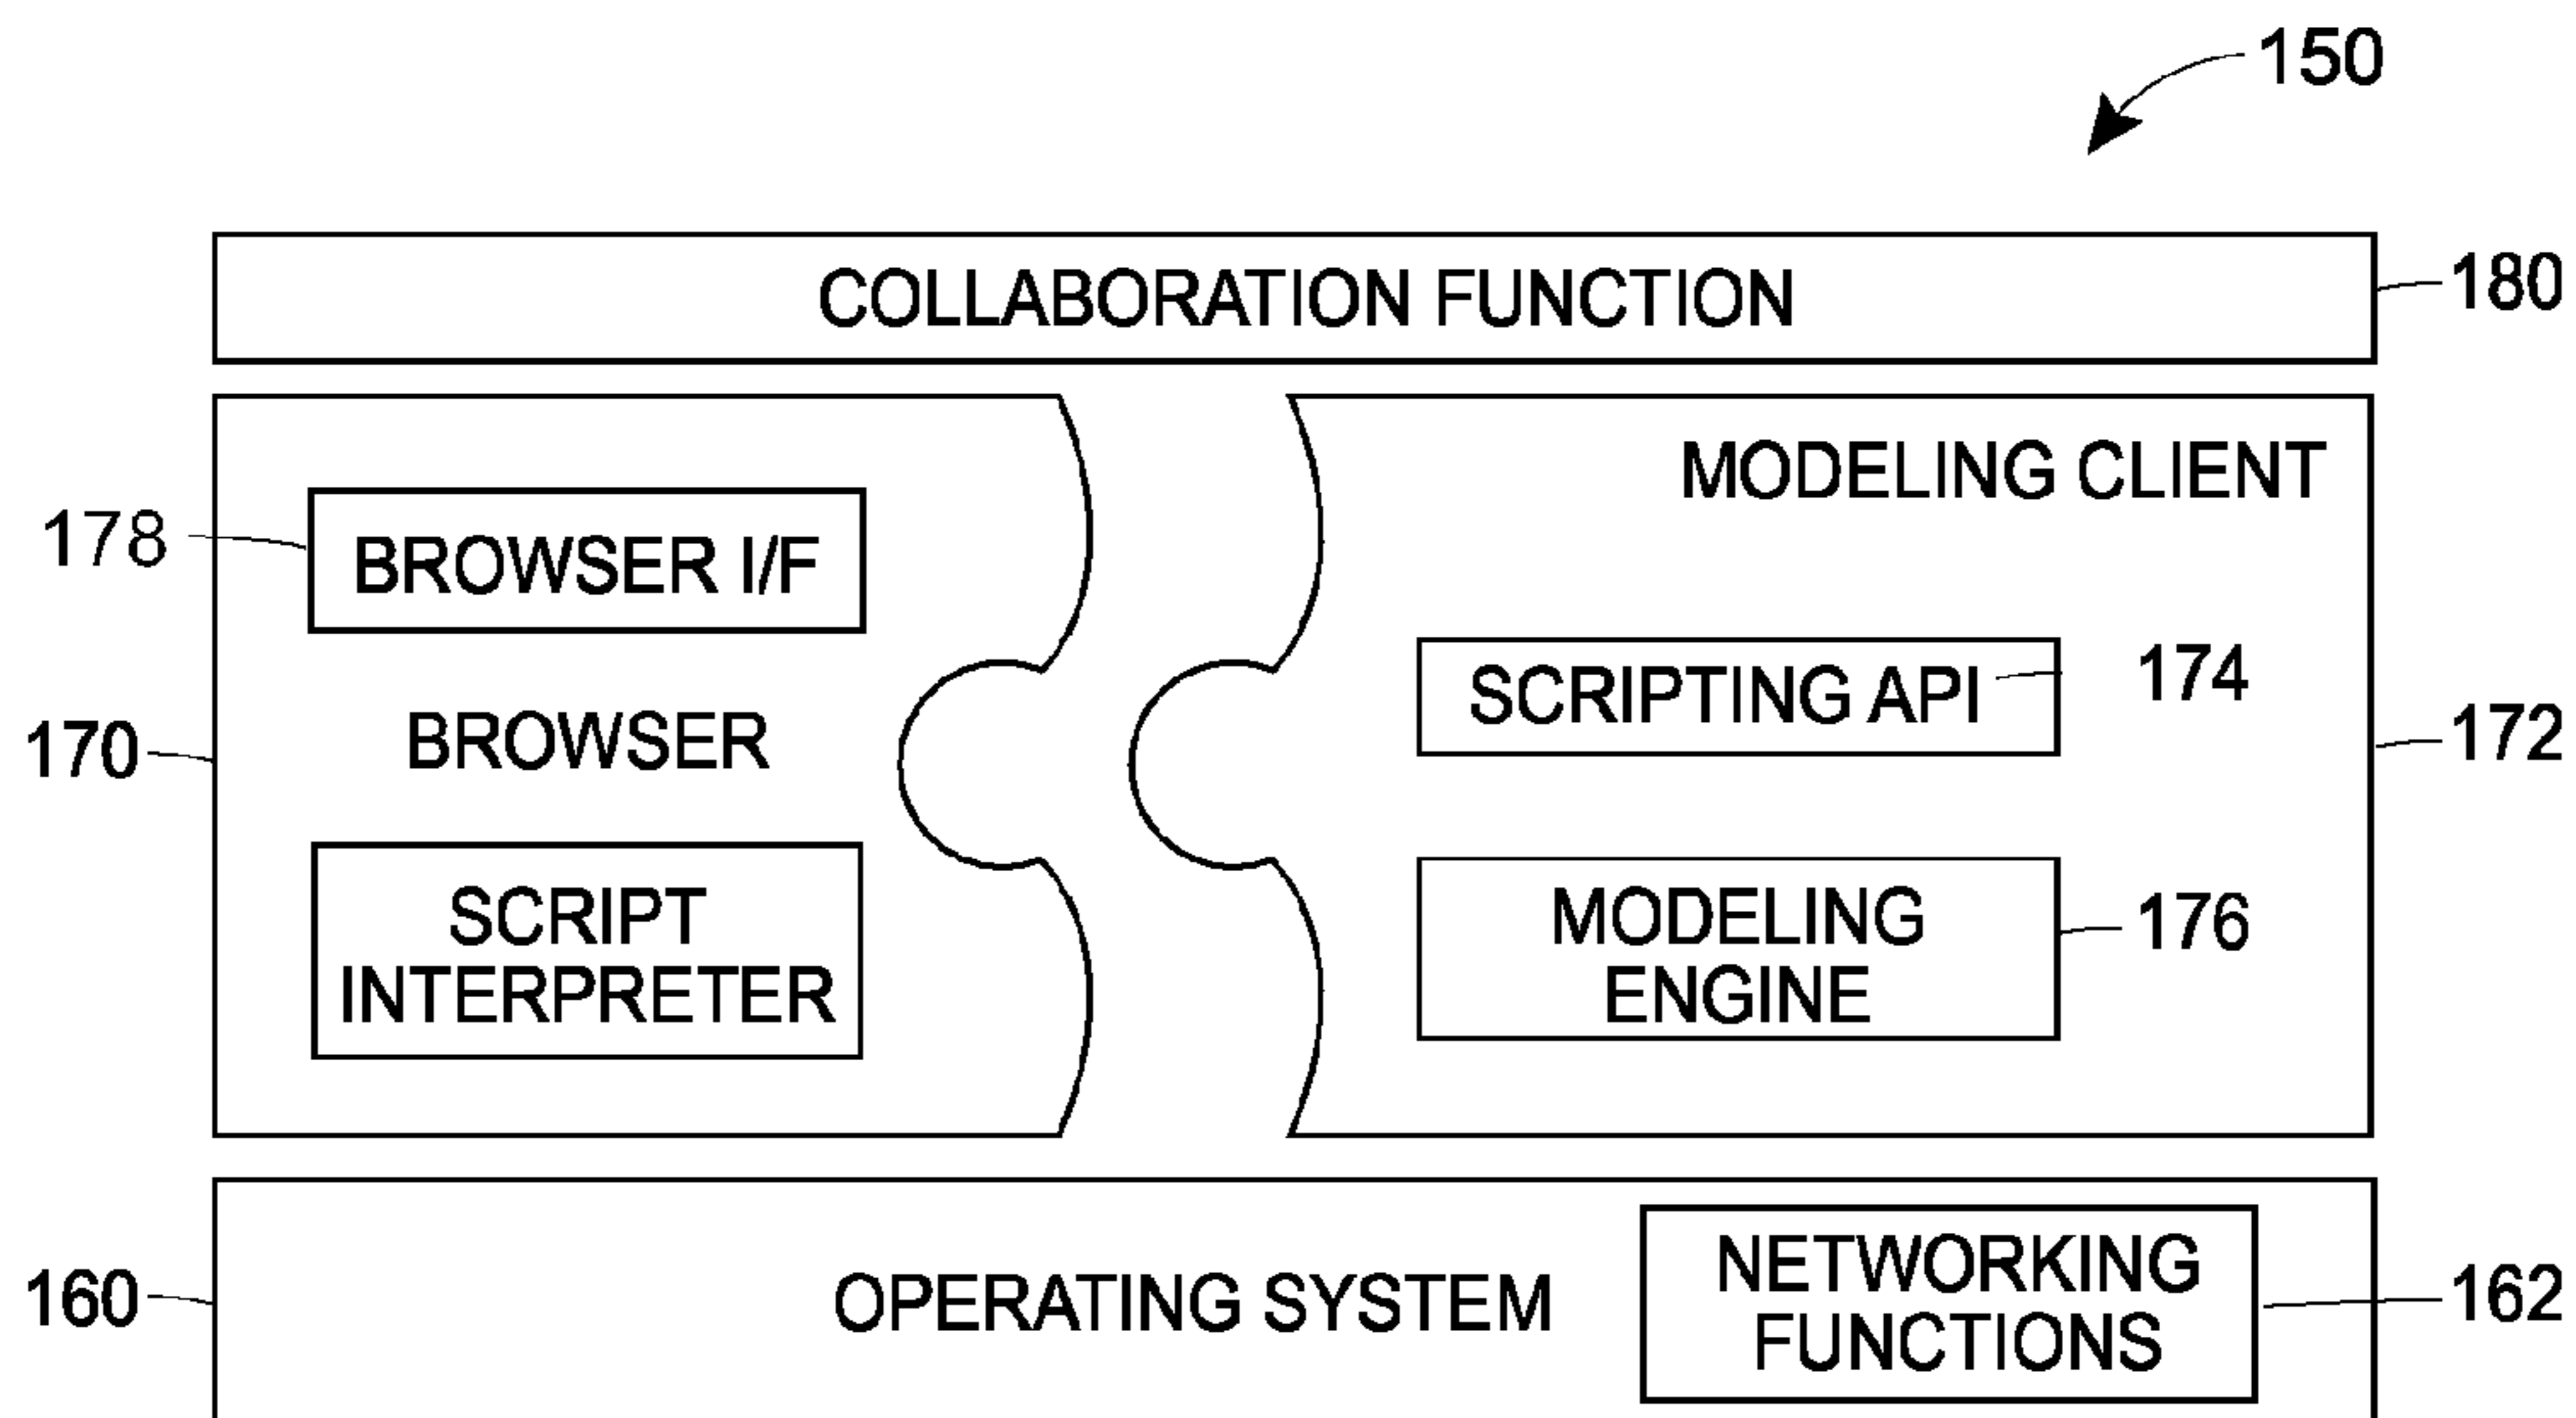 150
COLLABORATION FUNCTION
180
MODELING CLIENT
178
BROWSER I/F
SCRIPTING API
174
170
BROWSER
172
SCRIPT
INTERPRETER
MODELING
ENGINE
176
160
OPERATING SYSTEM
NETWORKING
FUNCTIONS
162